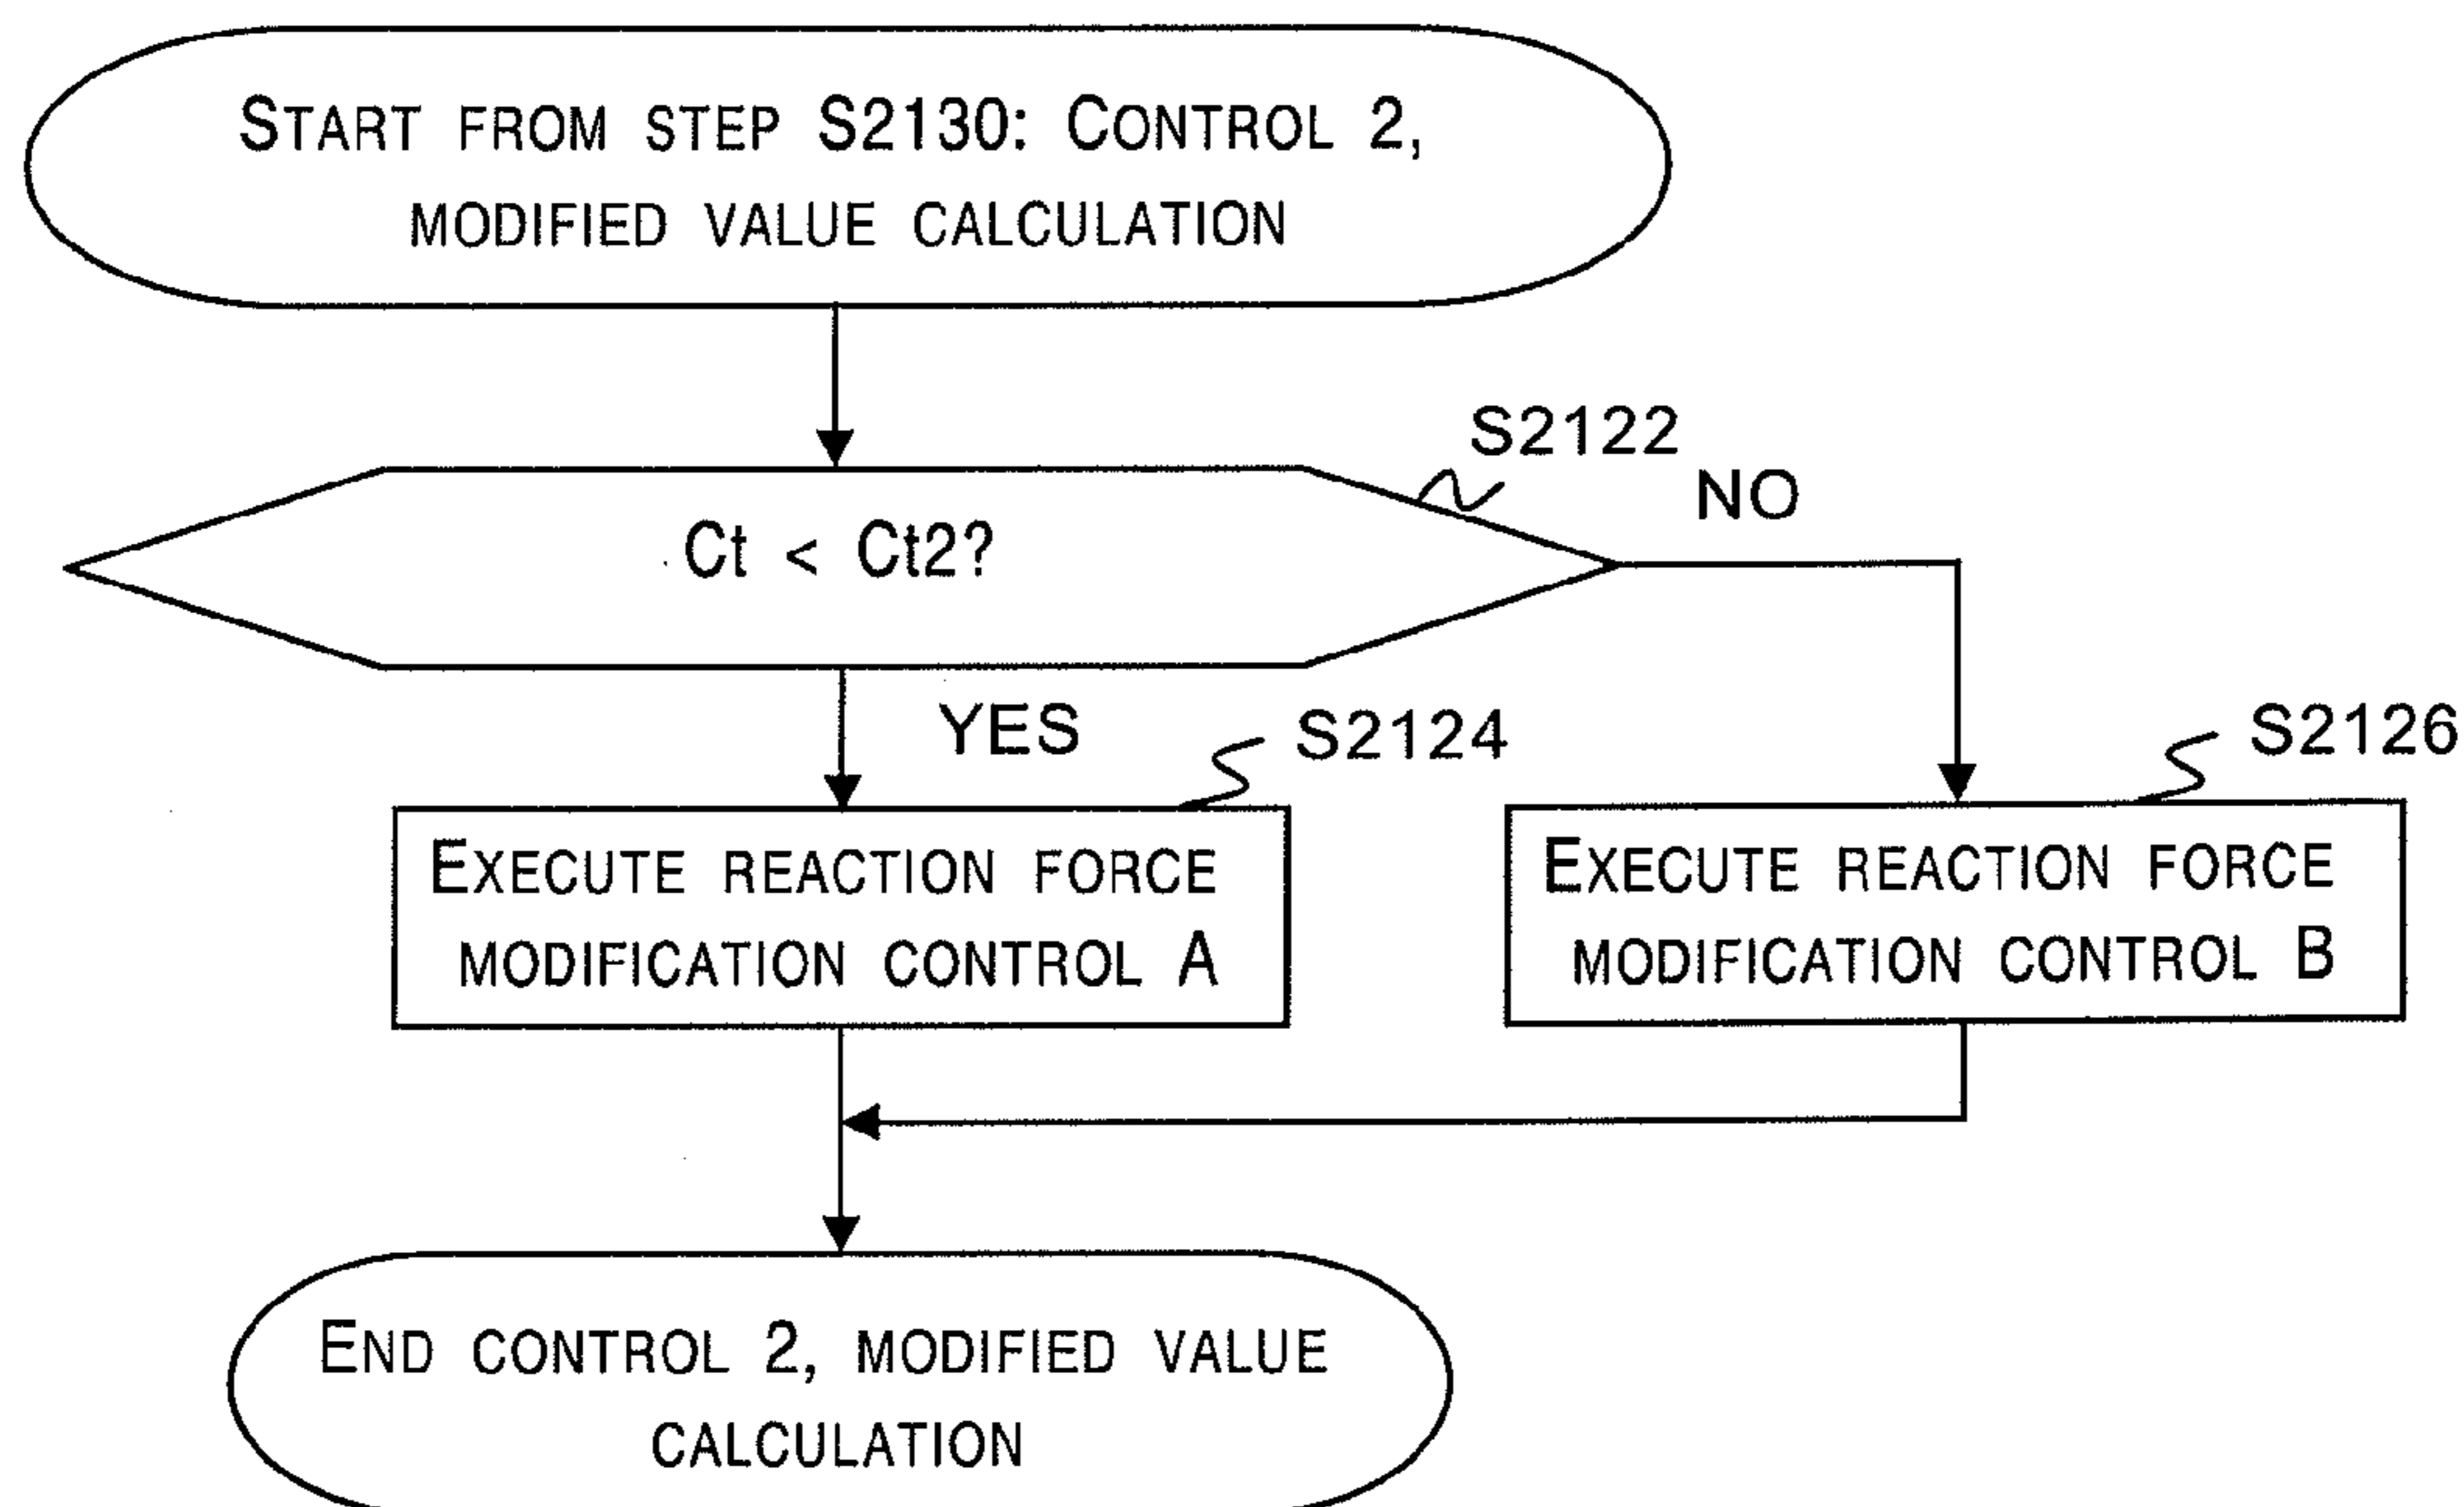 START FROM STEP S2130: CONTROL 2,
MODIFIED VALUE CALCULATION
S2122
NO
Ct < Ct2?
YES
S2124
S2126
EXECUTE REACTION FORCE
MODIFICATION CONTROL A
EXECUTE REACTION FORCE
MODIFICATION CONTROL B
END CONTROL 2, MODIFIED VALUE
CALCULATION